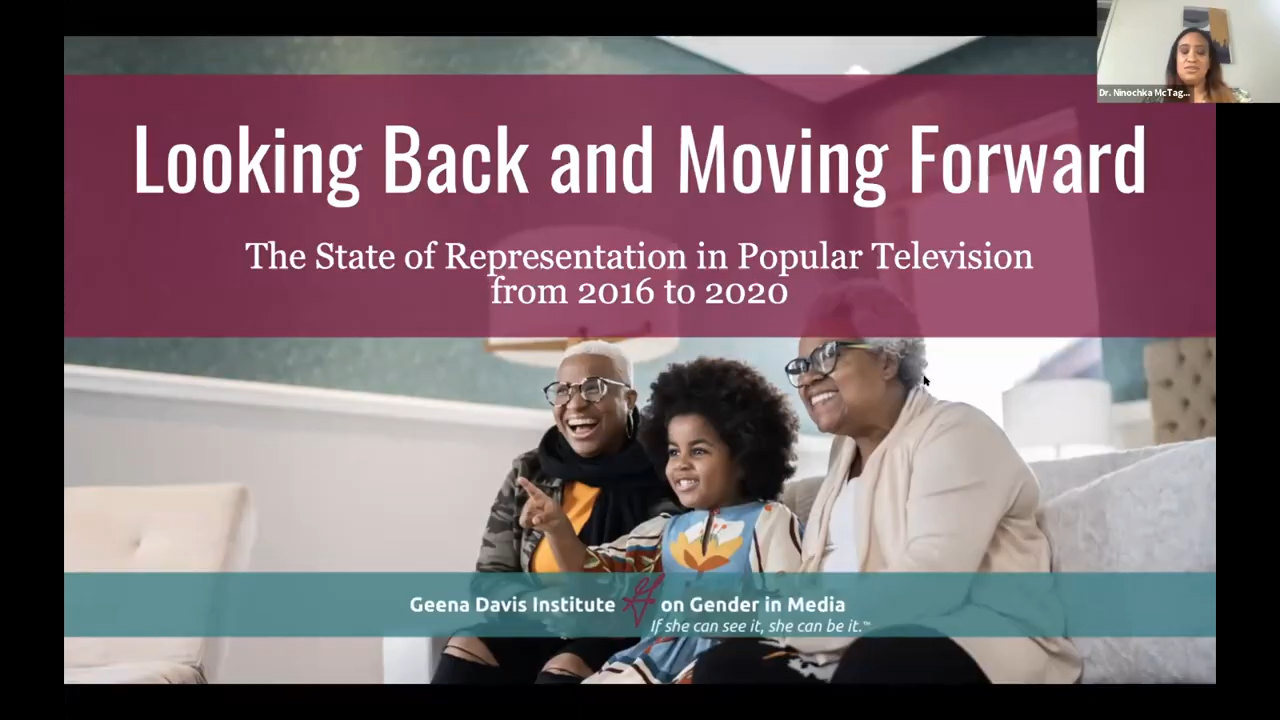 Dr. Ninochka McTag...
Looking Back and Moving Forward
The State of Representation in Popular Television
from 2016 to 2020
Geena Davis Institute on Gender in Media
If she can see it, she can be it.™